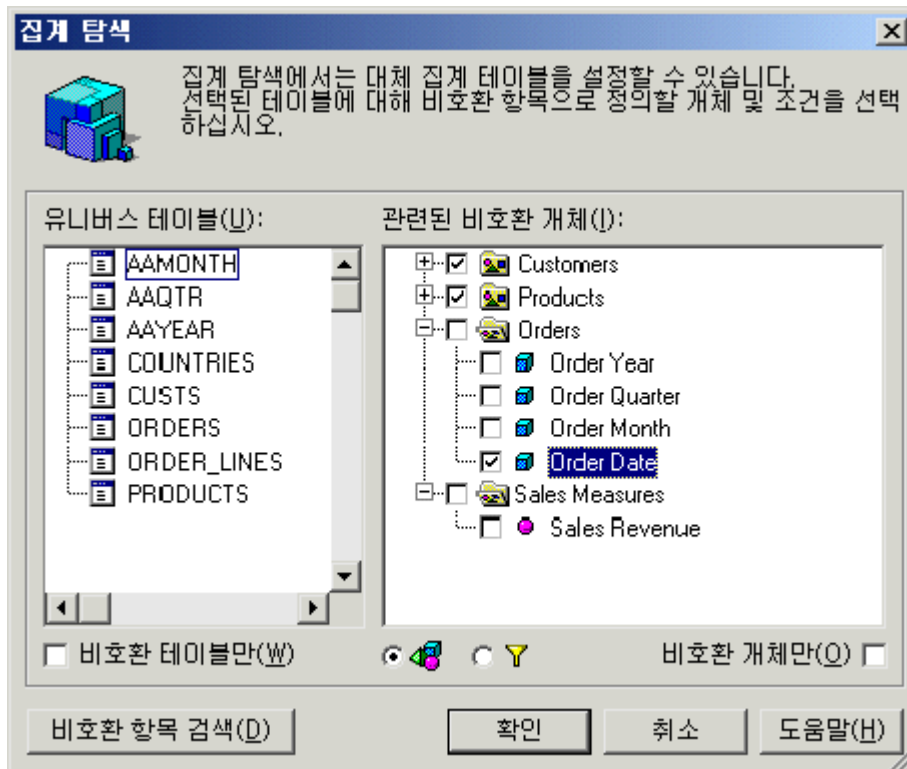 집계 탐색
집계 탐색에서는 대체 집계 테이블을 설정할 수 있습니다.
선택된 테이블에 대해 비호환 항목으로 정의할 개체 및 조건을 선택
하십시오.
유니버스 테이블(U):
AAMONTH
AAQTR
AAYEAR
COUNTRIES
CUSTS
ORDERS
ORDER_LINES
PRODUCTS
관련된 비호환 개체(I):
Customers
Products
Orders
Order Year
Order Quarter
Order Month
Order Date
Sales Measures
Sales Revenue
비호환 테이블만(W)
비호환 개체만(O)
비호환 항목 검색(D)
확인
취소
도움말(H)